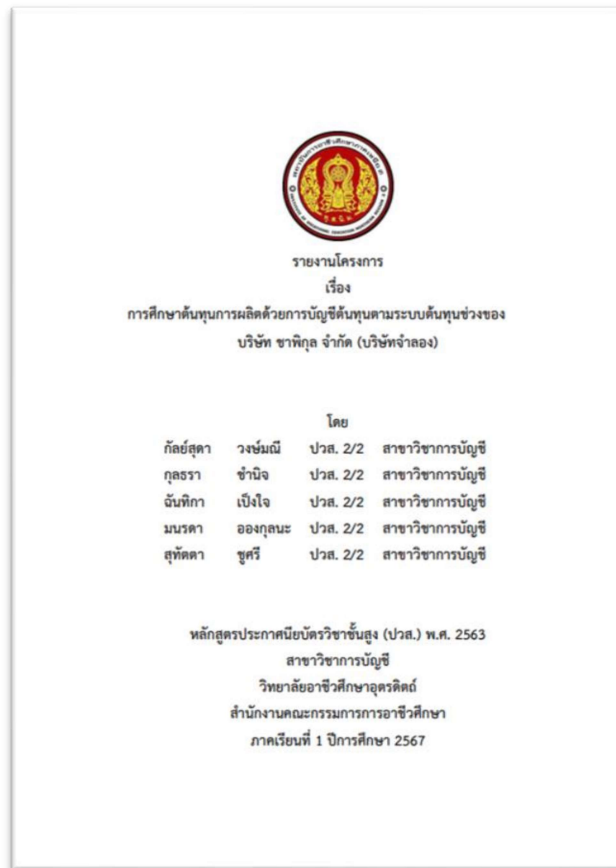 รายงานโครงการ
เรื่อง
การศึกษาต้นทุนการผลิตด้วยการบัญชีต้นทุนตามระบบต้นทุนช่วงของ
บริษัท ชาพิกุล จำกัด (บริษัทจำลอง)
โดย
กัลย์สุดา วงษ์มณี ปวส. 2/2 สาขาวิชาการบัญชี
กุลธรา ชำนิจ ปวส. 2/2 สาขาวิชาการบัญชี
ฉันทิกา เป็งใจ ปวส. 2/2 สาขาวิชาการบัญชี
มนรดา อองกุลนะ ปวส. 2/2 สาขาวิชาการบัญชี
สุทัตตา ชูศรี ปวส. 2/2 สาขาวิชาการบัญชี
หลักสูตรประกาศนียบัตรวิชาชั้นสูง (ปวส.) พ.ศ. 2563
สาขาวิชาการบัญชี
วิทยาลัยอาชีวศึกษาอุตรดิตถ์
สำนักงานคณะกรรมการการอาชีวศึกษา
ภาคเรียนที่ 1 ปีการศึกษา 2567